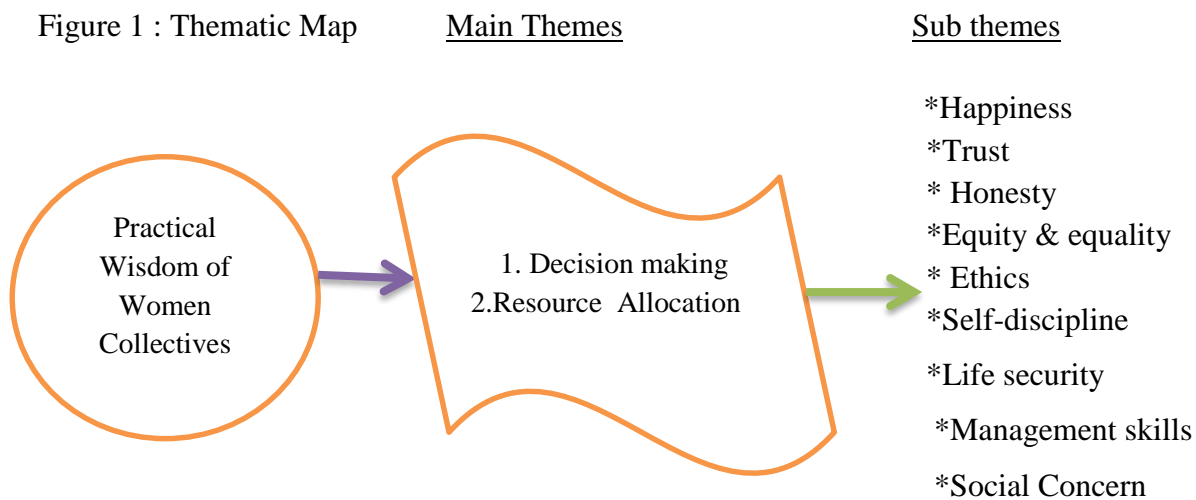 Figure 1 : Thematic Map Main Themes Sub themes
Practical
Wisdom of
Women
Collectives
1. Decision making
2.Resource Allocation
*Happiness
*Trust
* Honesty
*Equity & equality
* Ethics
*Self-discipline
*Life security
*Management skills
*Social Concern